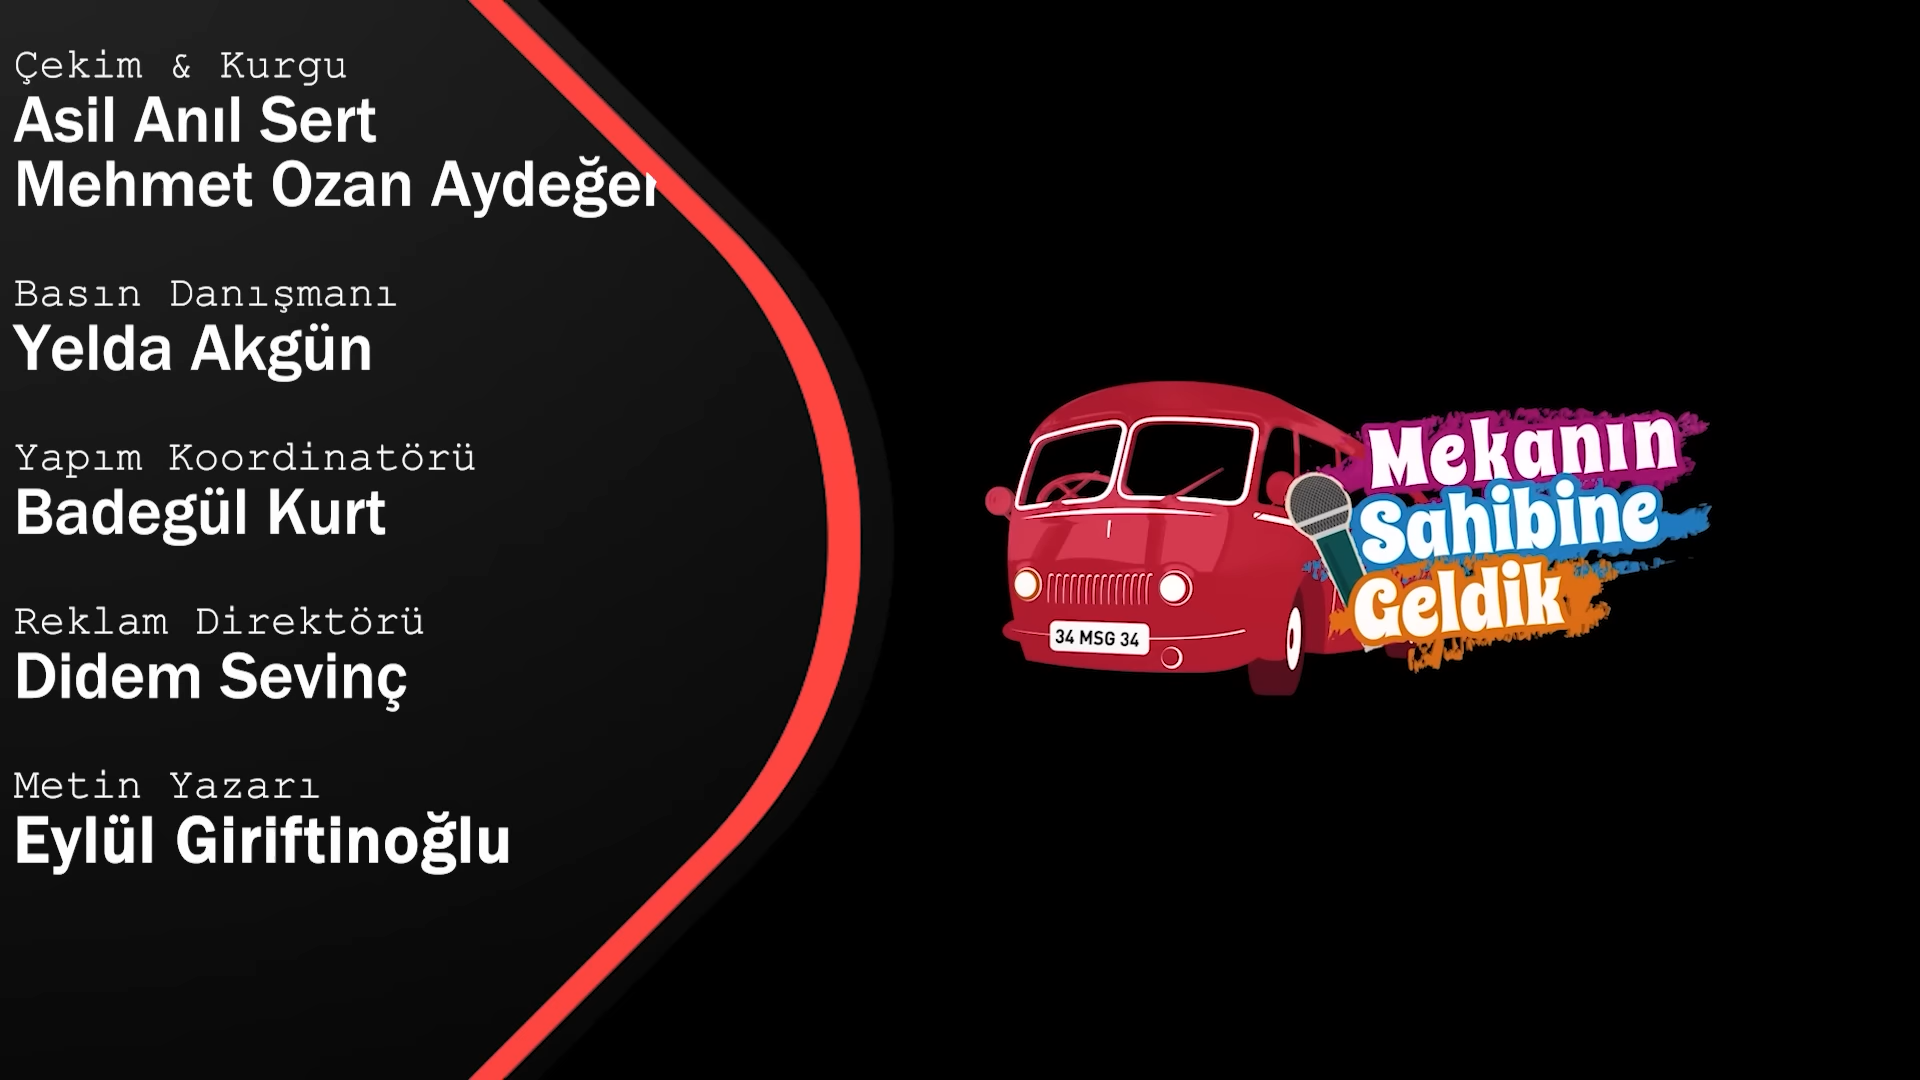 Çekim & Kurgu
Asil Anıl Sert
Mehmet Ozan Aydeğer
Basın Danışmanı
Yelda Akgün
Yapım Koordinatörü
Badegül Kurt
Reklam Direktörü
Didem Sevinç
Metin Yazarı
Eylül Giriftinoğlu
Mekanın
Sahibine
Geldik
34 MSG 34